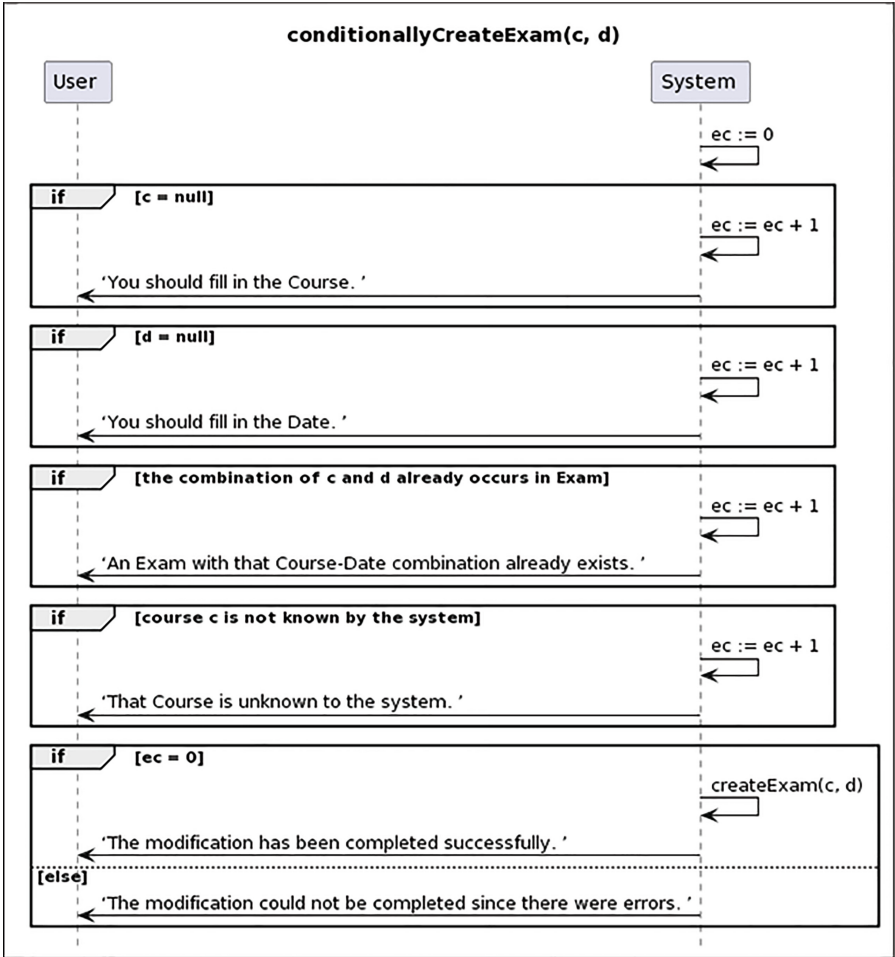 conditionallyCreateExam(c, d)
User
System
ec := 0
if [c = null]
ec := ec + 1
‘You should fill in the Course. ’
if [d = null]
ec := ec + 1
‘You should fill in the Date. ’
if [the combination of c and d already occurs in Exam]
ec := ec + 1
‘An Exam with that Course-Date combination already exists. ’
if [course c is not known by the system]
ec := ec + 1
‘That Course is unknown to the system. ’
if [ec = 0]
createExam(c, d)
‘The modification has been completed successfully. ’
[else]
‘The modification could not be completed since there were errors. ’